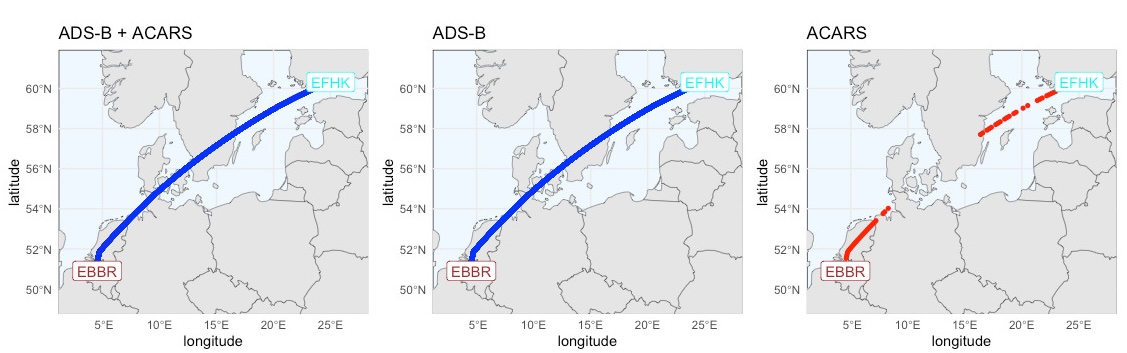 ADS-B + ACARS
ADS-B
ACARS
EFHK
EFHK
EFHK
60°N
60°N
60°N
58°N
58°N
58°N
56°N
56°N
56°N
54°N
54°N
54°N
52°N
52°N
52°N
50°N
50°N
50°N
latitude
latitude
latitude
EBBR
EBBR
EBBR
5°E 10°E 15°E 20°E 25°E
5°E 10°E 15°E 20°E 25°E
5°E 10°E 15°E 20°E 25°E
longitude
longitude
longitude